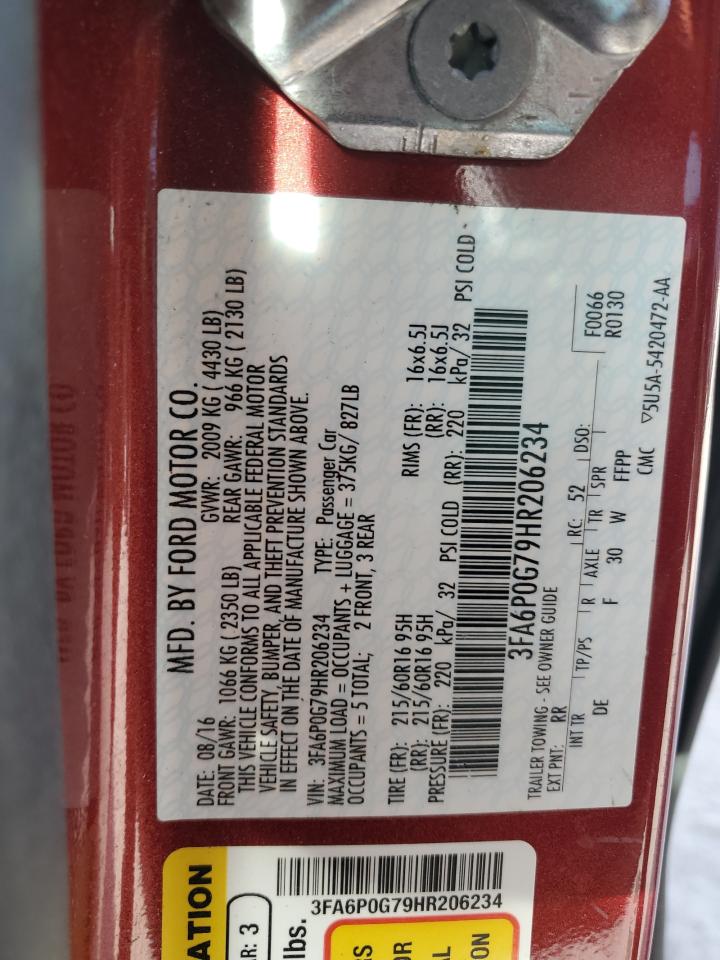 MFD. BY FORD MOTOR CO.
DATE: 08/16 GVWR: 2009 KG ( 4430 LB)
FRONT GAWR: 1066 KG ( 2350 LB) REAR GAWR: 966 KG ( 2130 LB)
THIS VEHICLE CONFORMS TO ALL APPLICABLE FEDERAL MOTOR
VEHICLE SAFETY, BUMPER, AND THEFT PREVENTION STANDARDS
IN EFFECT ON THE DATE OF MANUFACTURE SHOWN ABOVE.
VIN: 3FA6P0G79HR206234 TYPE: Passenger Car
MAXIMUM LOAD = OCCUPANTS + LUGGAGE = 375KG/ 827LB
OCCUPANTS = 5 TOTAL; 2 FRONT, 3 REAR
TIRE (FR): 215/60R16 95H RIMS (FR): 16x6.5J
(RR): 215/60R16 95H (RR): 16x6.5J
PRESSURE (FR): 220 kPa/ 32 PSI COLD (RR): 220 kPa/ 32 PSI COLD
3FA6P0G79HR206234
TRAILER TOWING - SEE OWNER GUIDE
EXT PNT: RR RC: 52 DSO: F0066
R0130
INT TR TP/PS R AXLE TR SPR
DE F 30 W FFPP
CMC ▽5U5A-5420472-AA
ATION
AR: 3
lbs.
3FA6P0G79HR206234
GS
OR
AL
ON